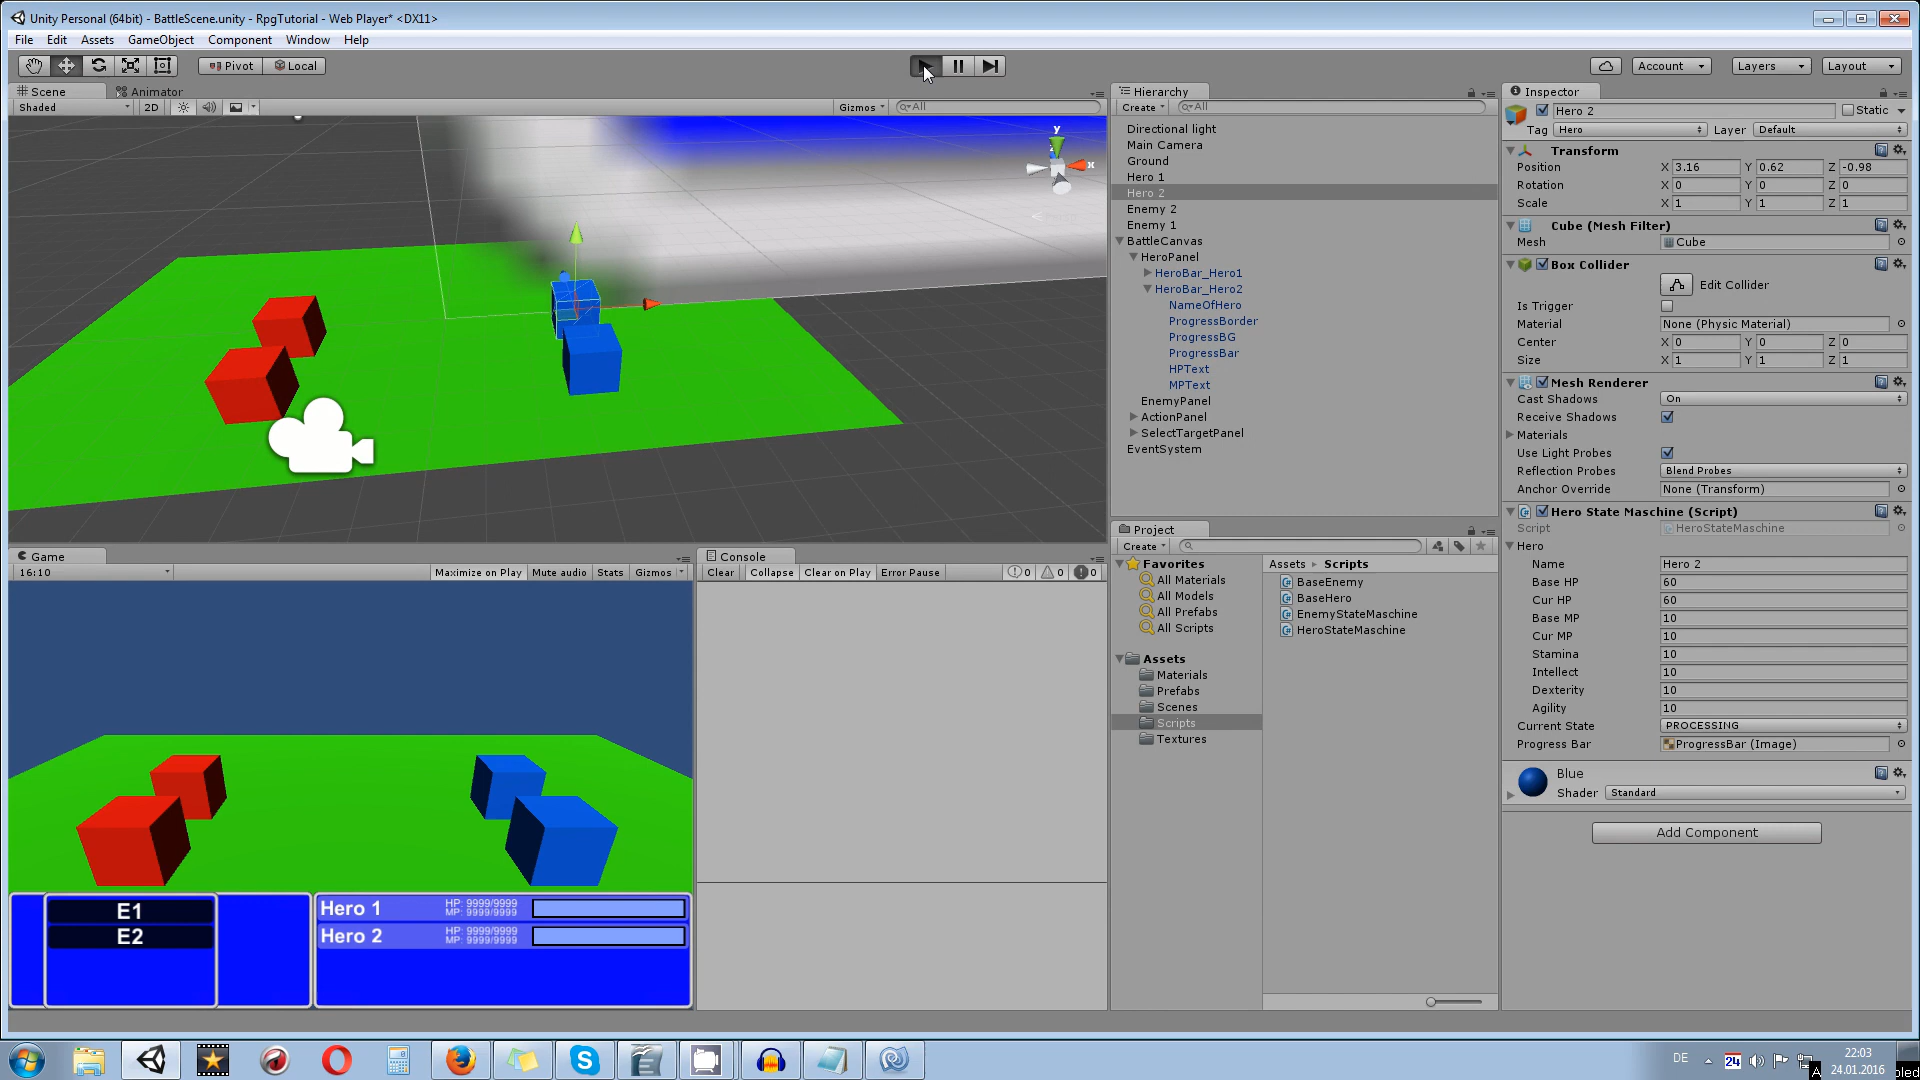 Unity Personal (64bit) - BattleScene.unity - RpgTutorial - Web Player* <DX11>
File Edit Assets GameObject Component Window Help
Pivot Local Account Layers Layout
Scene Animator
Shaded 2D Gizmos All
y
x
Hierarchy
Create All
Directional light
Main Camera
Ground
Hero 1
Hero 2
Enemy 2
Enemy 1
BattleCanvas
HeroPanel
HeroBar_Hero1
HeroBar_Hero2
NameOfHero
ProgressBorder
ProgressBG
ProgressBar
HPText
MPText
EnemyPanel
ActionPanel
SelectTargetPanel
EventSystem
Inspector
Hero 2 Static
Tag Hero Layer Default
Transform
Position X 3.16 Y 0.62 Z -0.98
Rotation X 0 Y 0 Z 0
Scale X 1 Y 1 Z 1
Cube (Mesh Filter)
Mesh Cube
Box Collider
Edit Collider
Is Trigger
Material None (Physic Material)
Center X 0 Y 0 Z 0
Size X 1 Y 1 Z 1
Mesh Renderer
Cast Shadows On
Receive Shadows
Materials
Use Light Probes
Reflection Probes Blend Probes
Anchor Override None (Transform)
Hero State Maschine (Script)
Script HeroStateMaschine
Hero
Name Hero 2
Base HP 60
Cur HP 60
Base MP 10
Cur MP 10
Stamina 10
Intellect 10
Dexterity 10
Agility 10
Current State PROCESSING
Progress Bar ProgressBar (Image)
Blue
Shader Standard
Add Component
Game
16:10 Maximize on Play Mute audio Stats Gizmos
E1
E2
Hero 1 HP: 9999/9999
MP: 9999/9999
Hero 2 HP: 9999/9999
MP: 9999/9999
Console
Clear Collapse Clear on Play Error Pause 0 0 0
Project
Create
Favorites
All Materials
All Models
All Prefabs
All Scripts
Assets
Materials
Prefabs
Scenes
Scripts
Textures
Assets Scripts
BaseEnemy
BaseHero
EnemyStateMaschine
HeroStateMaschine
DE 24 22:03
24.01.2016